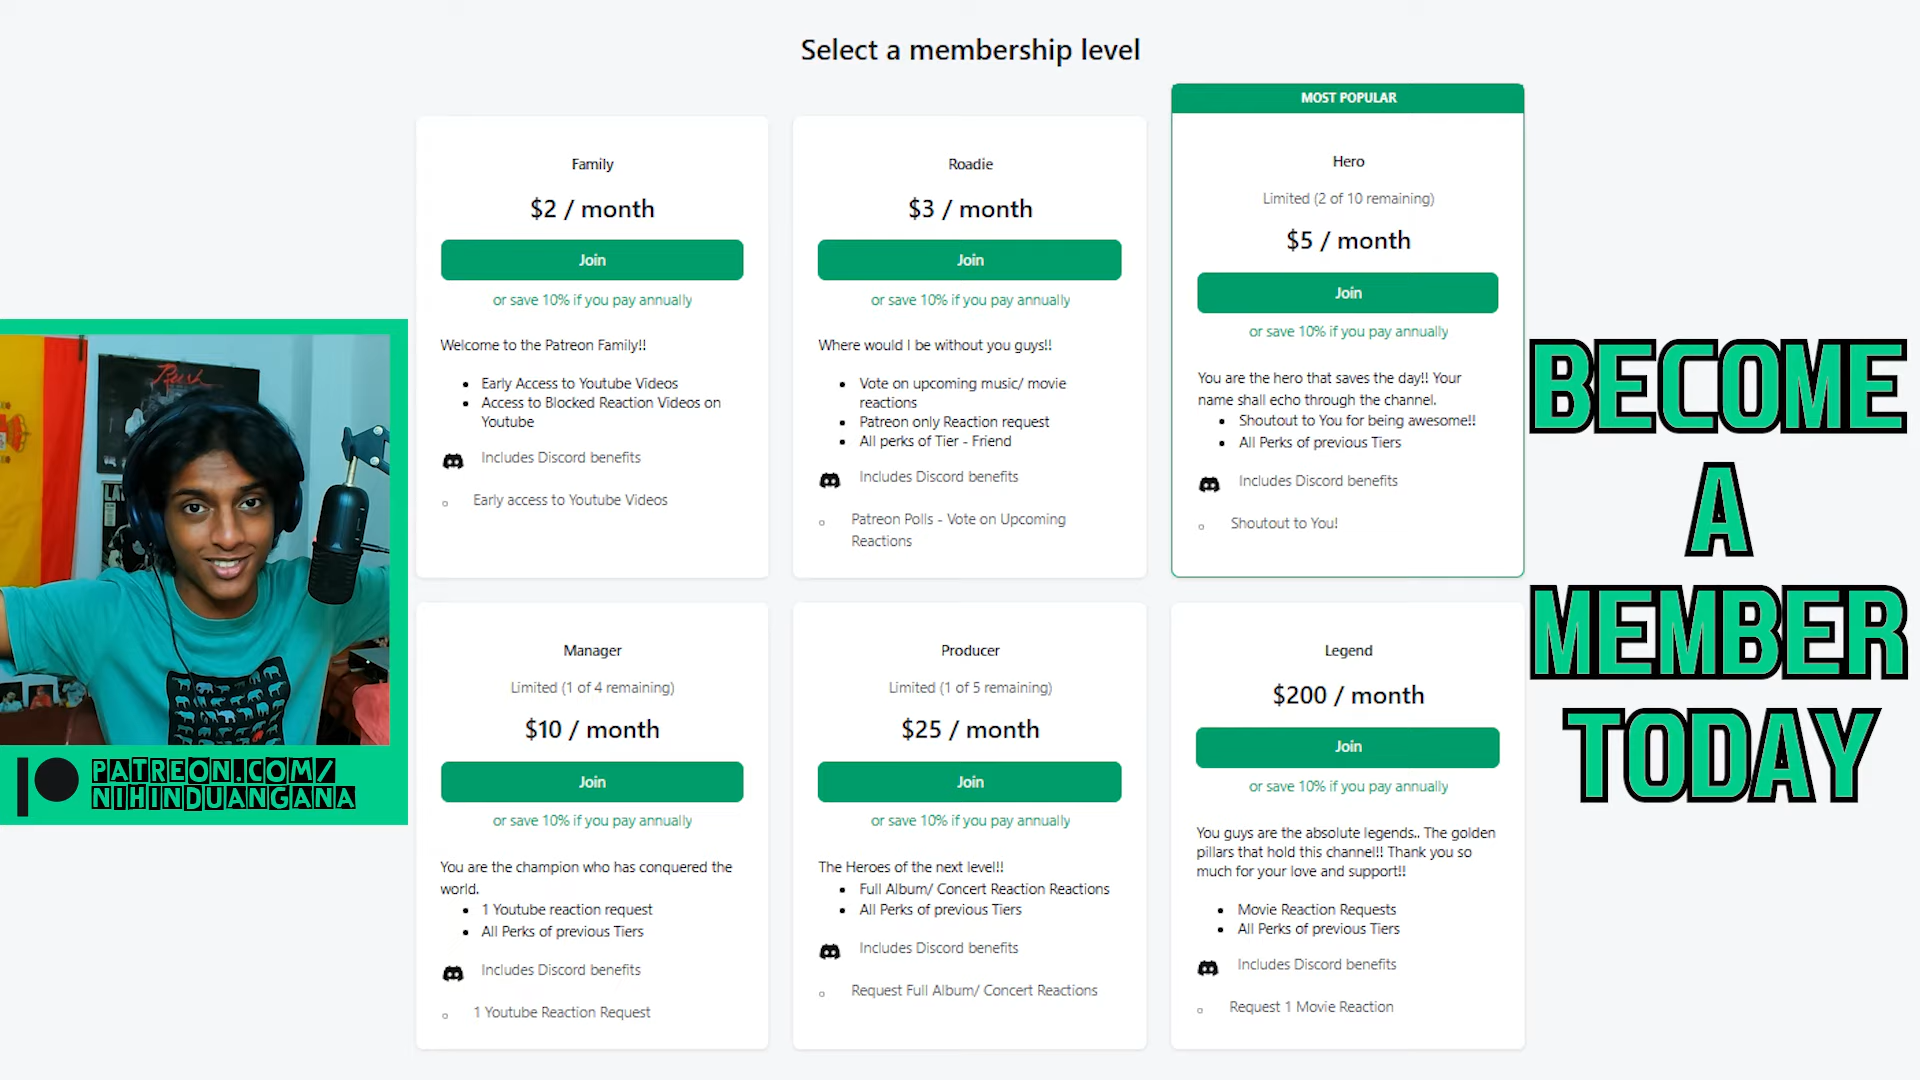 Select a membership level
Family
$2 / month
Join
or save 10% if you pay annually
Welcome to the Patreon Family!!
Early Access to Youtube Videos
Access to Blocked Reaction Videos on
Youtube
Includes Discord benefits
Early access to Youtube Videos
Roadie
$3 / month
Join
or save 10% if you pay annually
Where would I be without you guys!!
Vote on upcoming music/ movie
reactions
Patreon only Reaction request
All perks of Tier - Friend
Includes Discord benefits
Patreon Polls - Vote on Upcoming
Reactions
MOST POPULAR
Hero
Limited (2 of 10 remaining)
$5 / month
Join
or save 10% if you pay annually
You are the hero that saves the day!! Your
name shall echo through the channel.
Shoutout to You for being awesome!!
All Perks of previous Tiers
Includes Discord benefits
Shoutout to You!
Manager
Limited (1 of 4 remaining)
$10 / month
Join
or save 10% if you pay annually
You are the champion who has conquered the
world.
1 Youtube reaction request
All Perks of previous Tiers
Includes Discord benefits
1 Youtube Reaction Request
Producer
Limited (1 of 5 remaining)
$25 / month
Join
or save 10% if you pay annually
The Heroes of the next level!!
Full Album/ Concert Reaction Reactions
All Perks of previous Tiers
Includes Discord benefits
Request Full Album/ Concert Reactions
Legend
$200 / month
Join
or save 10% if you pay annually
You guys are the absolute legends.. The golden
pillars that hold this channel!! Thank you so
much for your love and support!!
Movie Reaction Requests
All Perks of previous Tiers
Includes Discord benefits
Request 1 Movie Reaction
Rush
PATREON.COM/
NIHINDUANGANA
BECOME
A
MEMBER
TODAY